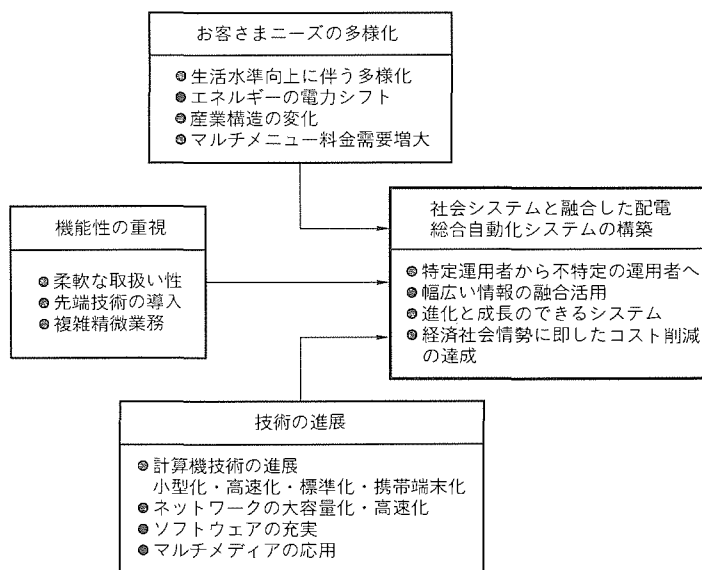 お客さまニーズの多様化
●生活水準向上に伴う多様化
●エネルギーの電力シフト
●産業構造の変化
●マルチメニュー料金需要増大
機能性の重視
●柔軟な取扱い性
●先端技術の導入
●複雑精微業務
社会システムと融合した配電
総合自動化システムの構築
●特定運用者から不特定の運用者へ
●幅広い情報の融合活用
●進化と成長のできるシステム
●経済社会情勢に即したコスト削減
の達成
技術の進展
●計算機技術の進展
小型化・高速化・標準化・携帯端末化
●ネットワークの大容量化・高速化
●ソフトウェアの充実
●マルチメディアの応用